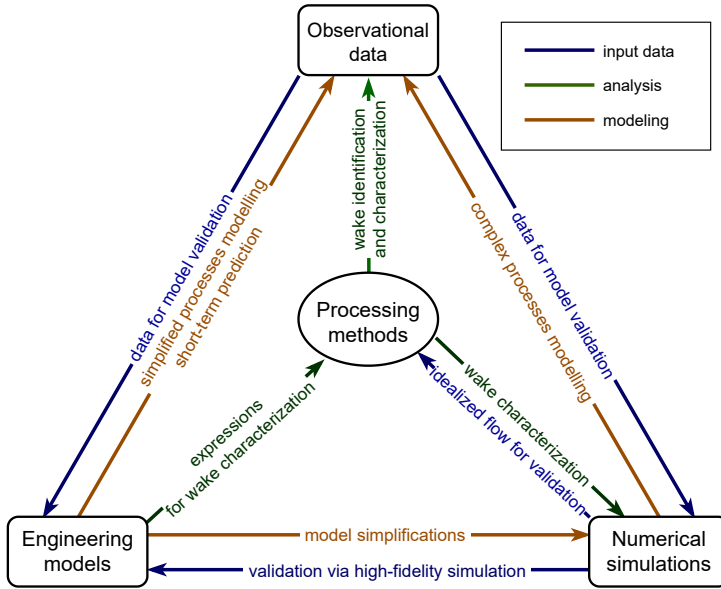 Observational
data
input data
analysis
modeling
wake identification
and characterization
data for model validation
simplified processes modelling
short-term prediction
complex processes modelling
data for model validation
Processing
methods
expressions
for wake characterization
wake characterization
idealized flow for validation
Engineering
models
model simplifications
validation via high-fidelity simulation
Numerical
simulations